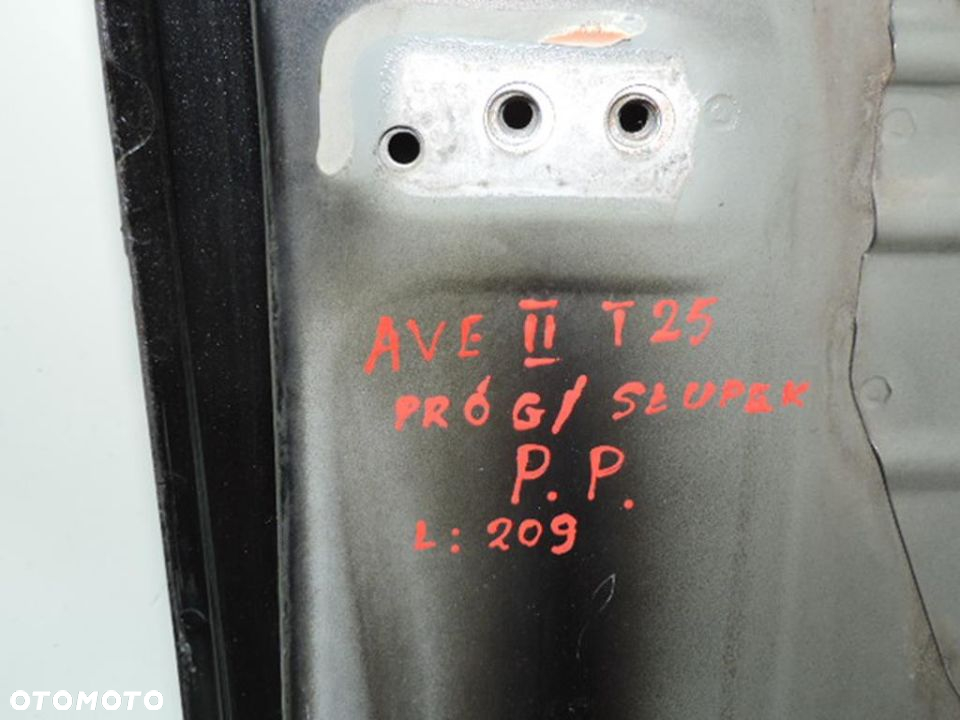 AVE II T25
PRÓG/ SŁUPEK
P. P.
L: 209
OTOMOTO